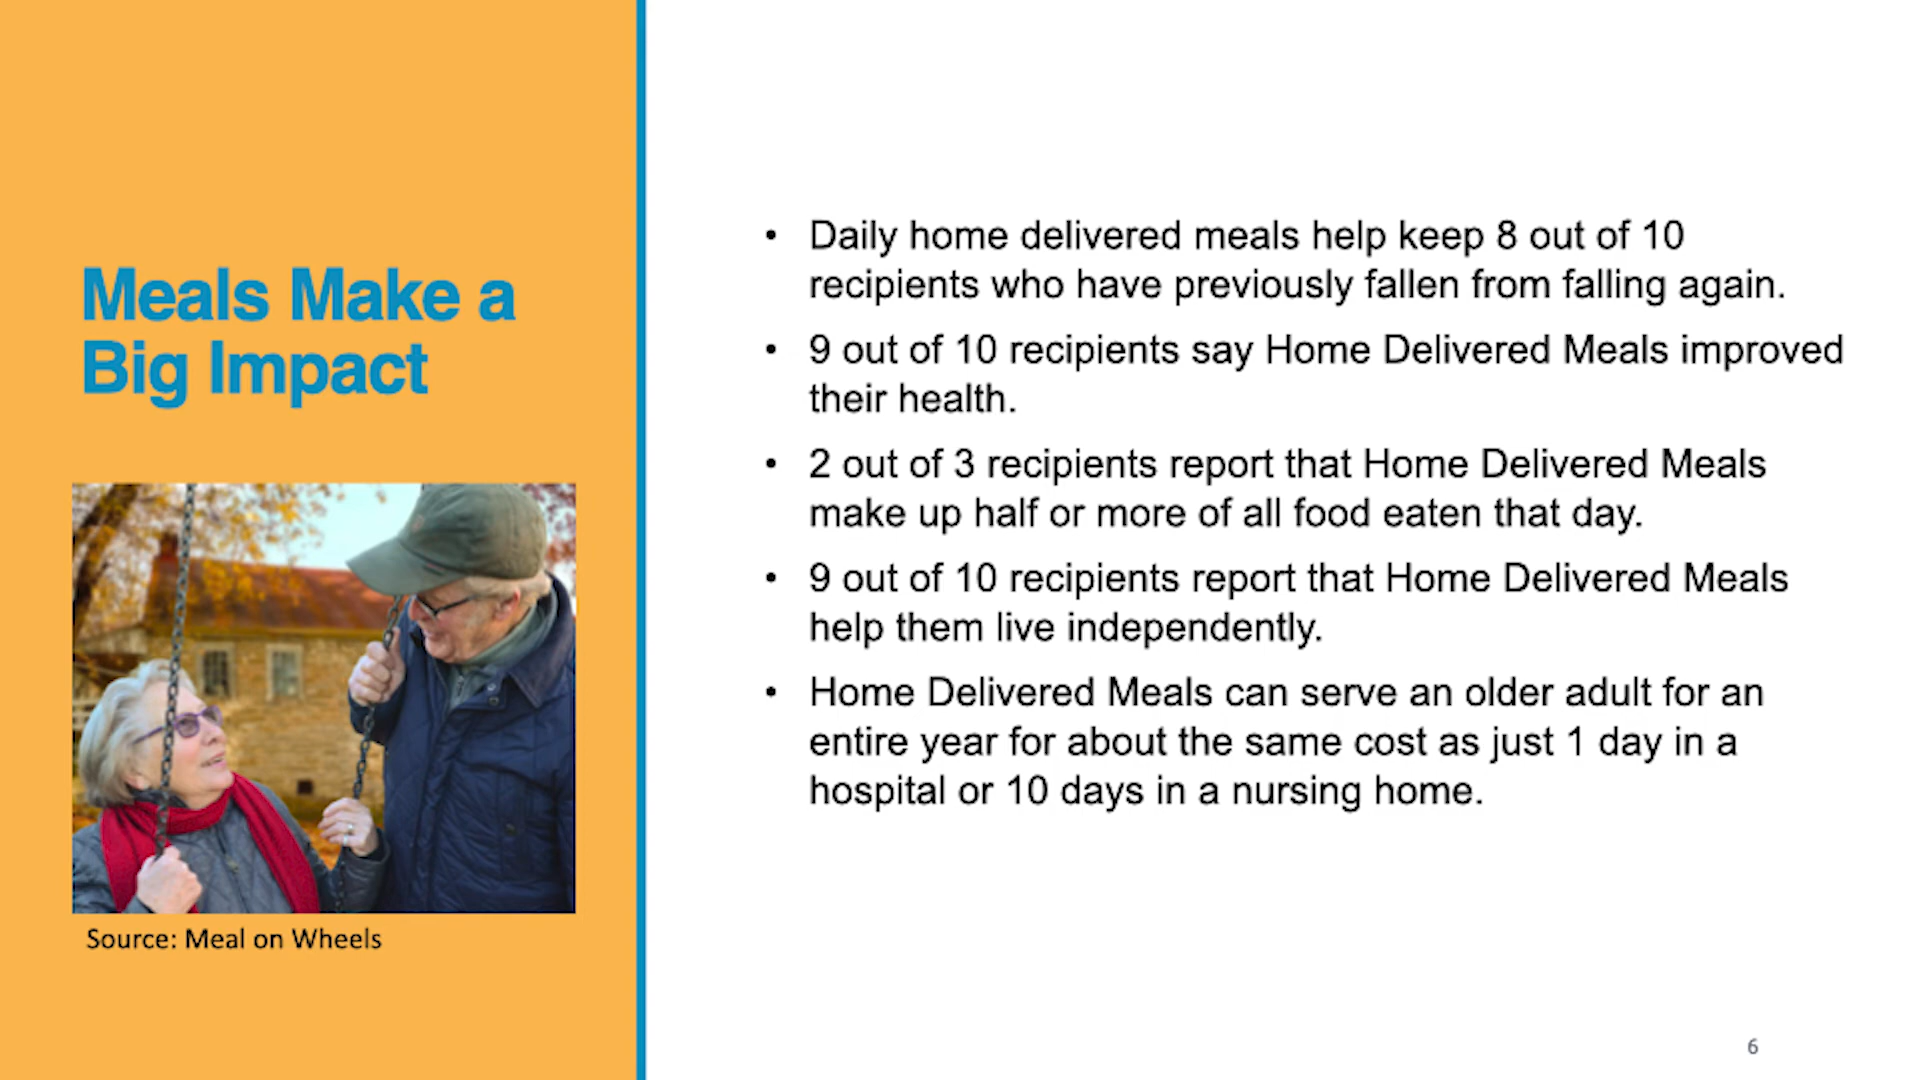 Meals Make a
Big Impact
Source: Meal on Wheels
• Daily home delivered meals help keep 8 out of 10
recipients who have previously fallen from falling again.
• 9 out of 10 recipients say Home Delivered Meals improved
their health.
• 2 out of 3 recipients report that Home Delivered Meals
make up half or more of all food eaten that day.
• 9 out of 10 recipients report that Home Delivered Meals
help them live independently.
• Home Delivered Meals can serve an older adult for an
entire year for about the same cost as just 1 day in a
hospital or 10 days in a nursing home.
6